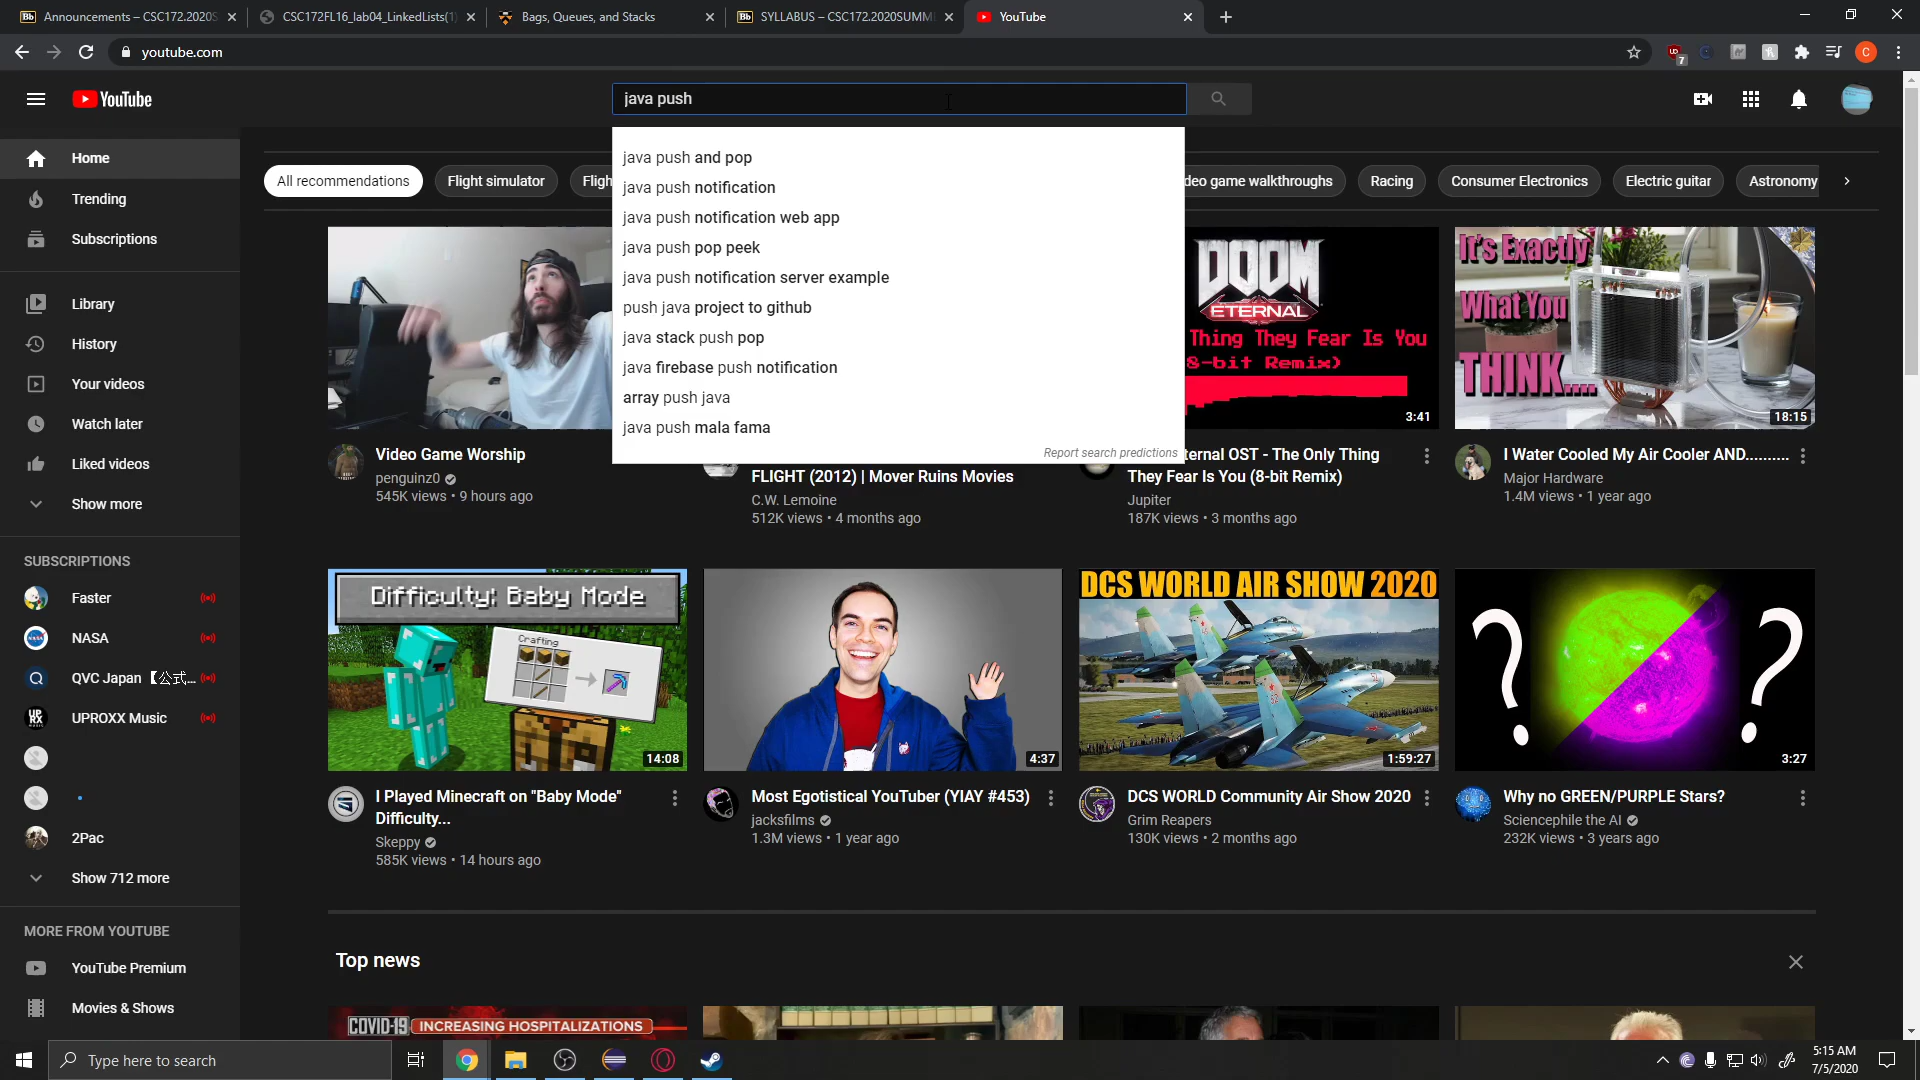 Announcements – CSC172.2020S
CSC172FL16_lab04_LinkedLists(1)
Bags, Queues, and Stacks
SYLLABUS – CSC172.2020SUMM
YouTube
youtube.com
7
C
YouTube
java push
java push and pop
java push notification
java push notification web app
java push pop peek
java push notification server example
push java project to github
java stack push pop
java firebase push notification
array push java
java push mala fama
Report search predictions
Home
Trending
Subscriptions
Library
History
Your videos
Watch later
Liked videos
Show more
SUBSCRIPTIONS
Faster
NASA
QVC Japan【公式...
UPROXX Music
2Pac
Show 712 more
MORE FROM YOUTUBE
YouTube Premium
Movies & Shows
All recommendations
Flight simulator
Fligh
deo game walkthroughs
Racing
Consumer Electronics
Electric guitar
Astronomy
DOOM
ETERNAL
Thing They Fear Is You
8-bit Remix)
3:41
It's Exactly
What You
THINK....
18:15
Video Game Worship
penguinz0
545K views • 9 hours ago
FLIGHT (2012) | Mover Ruins Movies
C.W. Lemoine
512K views • 4 months ago
ernal OST - The Only Thing
They Fear Is You (8-bit Remix)
Jupiter
187K views • 3 months ago
I Water Cooled My Air Cooler AND..........
Major Hardware
1.4M views • 1 year ago
Difficulty: Baby Mode
Crafting
14:08
4:37
DCS WORLD AIR SHOW 2020
1:59:27
? ?
3:27
I Played Minecraft on "Baby Mode"
Difficulty...
Skeppy
585K views • 14 hours ago
Most Egotistical YouTuber (YIAY #453)
jacksfilms
1.3M views • 1 year ago
DCS WORLD Community Air Show 2020
Grim Reapers
130K views • 2 months ago
Why no GREEN/PURPLE Stars?
Sciencephile the AI
232K views • 3 years ago
Top news
COVID-19 INCREASING HOSPITALIZATIONS
Type here to search
5:15 AM
7/5/2020